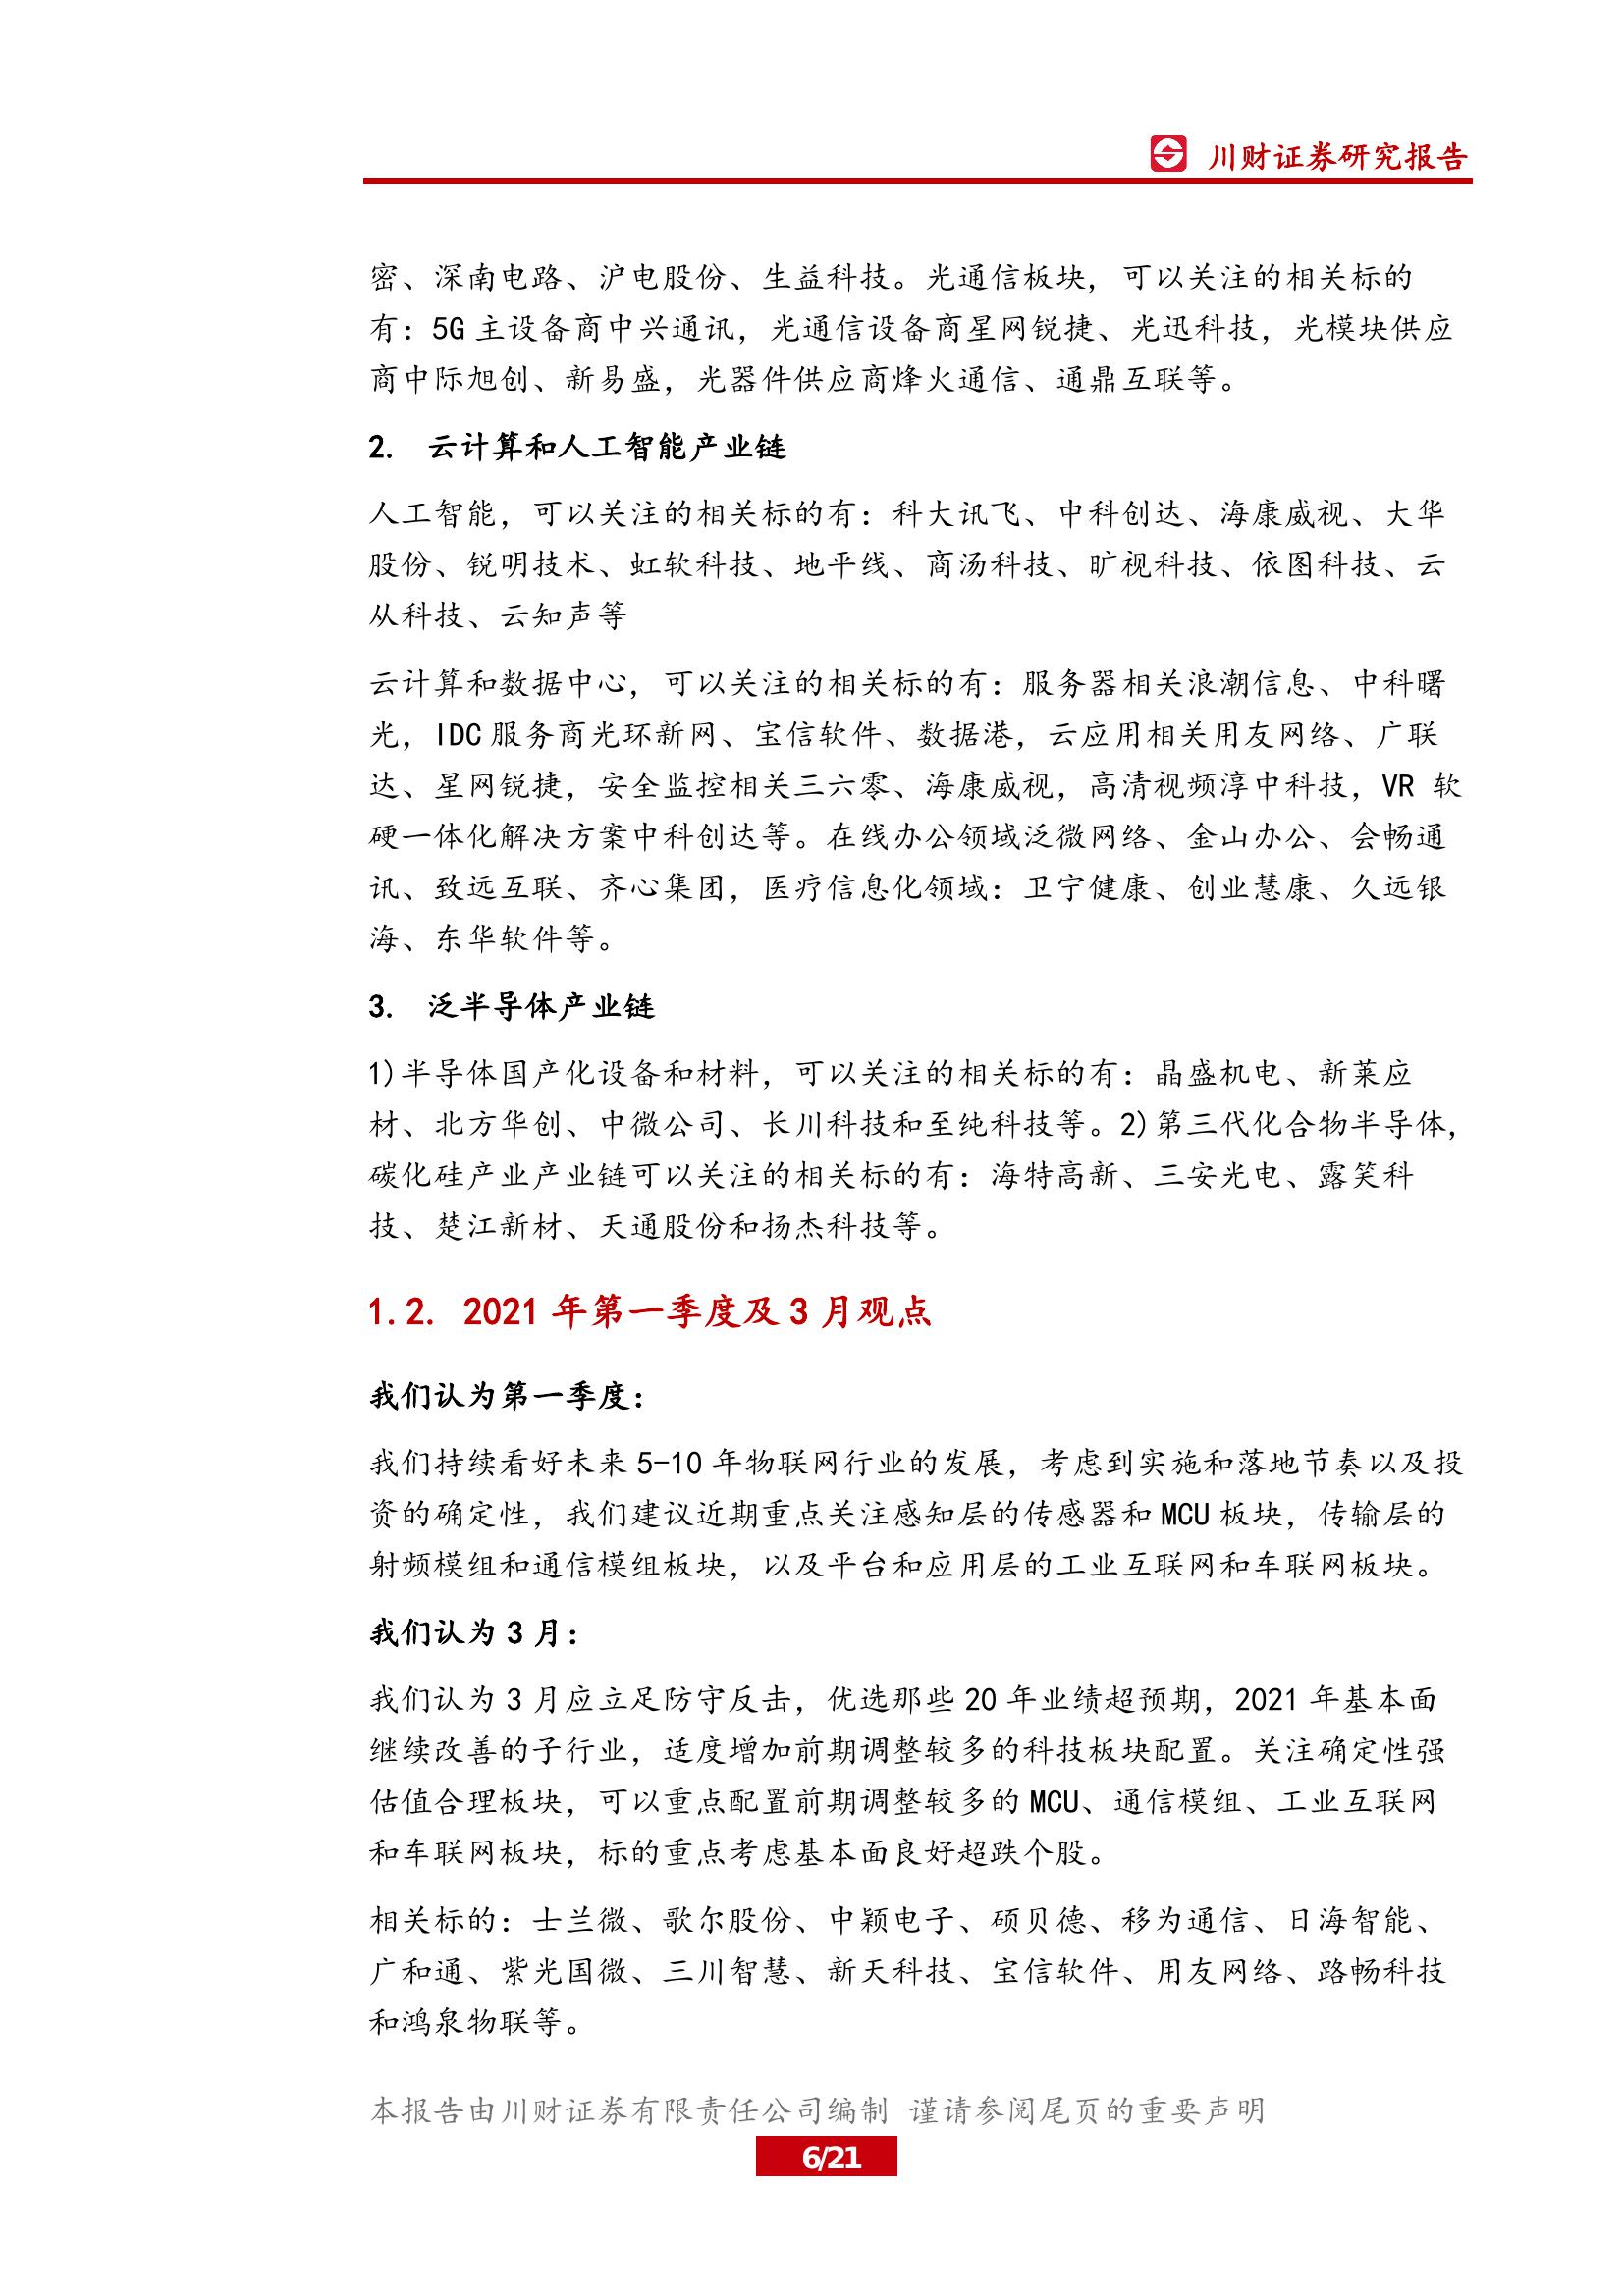 川财证券研究报告
密、深南电路、沪电股份、生益科技。光通信板块，可以关注的相关标的
有：5G 主设备商中兴通讯，光通信设备商星网锐捷、光迅科技，光模块供应
商中际旭创、新易盛，光器件供应商烽火通信、通鼎互联等。
2. 云计算和人工智能产业链
人工智能，可以关注的相关标的有：科大讯飞、中科创达、海康威视、大华
股份、锐明技术、虹软科技、地平线、商汤科技、旷视科技、依图科技、云
从科技、云知声等
云计算和数据中心，可以关注的相关标的有：服务器相关浪潮信息、中科曙
光，IDC 服务商光环新网、宝信软件、数据港，云应用相关用友网络、广联
达、星网锐捷，安全监控相关三六零、海康威视，高清视频淳中科技，VR 软
硬一体化解决方案中科创达等。在线办公领域泛微网络、金山办公、会畅通
讯、致远互联、齐心集团，医疗信息化领域：卫宁健康、创业慧康、久远银
海、东华软件等。
3. 泛半导体产业链
1)半导体国产化设备和材料，可以关注的相关标的有：晶盛机电、新莱应
材、北方华创、中微公司、长川科技和至纯科技等。2)第三代化合物半导体，
碳化硅产业产业链可以关注的相关标的有：海特高新、三安光电、露笑科
技、楚江新材、天通股份和扬杰科技等。
1.2. 2021 年第一季度及 3 月观点
我们认为第一季度：
我们持续看好未来 5-10 年物联网行业的发展，考虑到实施和落地节奏以及投
资的确定性，我们建议近期重点关注感知层的传感器和 MCU 板块，传输层的
射频模组和通信模组板块，以及平台和应用层的工业互联网和车联网板块。
我们认为 3 月：
我们认为 3 月应立足防守反击，优选那些 20 年业绩超预期，2021 年基本面
继续改善的子行业，适度增加前期调整较多的科技板块配置。关注确定性强
估值合理板块，可以重点配置前期调整较多的 MCU、通信模组、工业互联网
和车联网板块，标的重点考虑基本面良好超跌个股。
相关标的：士兰微、歌尔股份、中颖电子、硕贝德、移为通信、日海智能、
广和通、紫光国微、三川智慧、新天科技、宝信软件、用友网络、路畅科技
和鸿泉物联等。
本报告由川财证券有限责任公司编制 谨请参阅尾页的重要声明
6/21